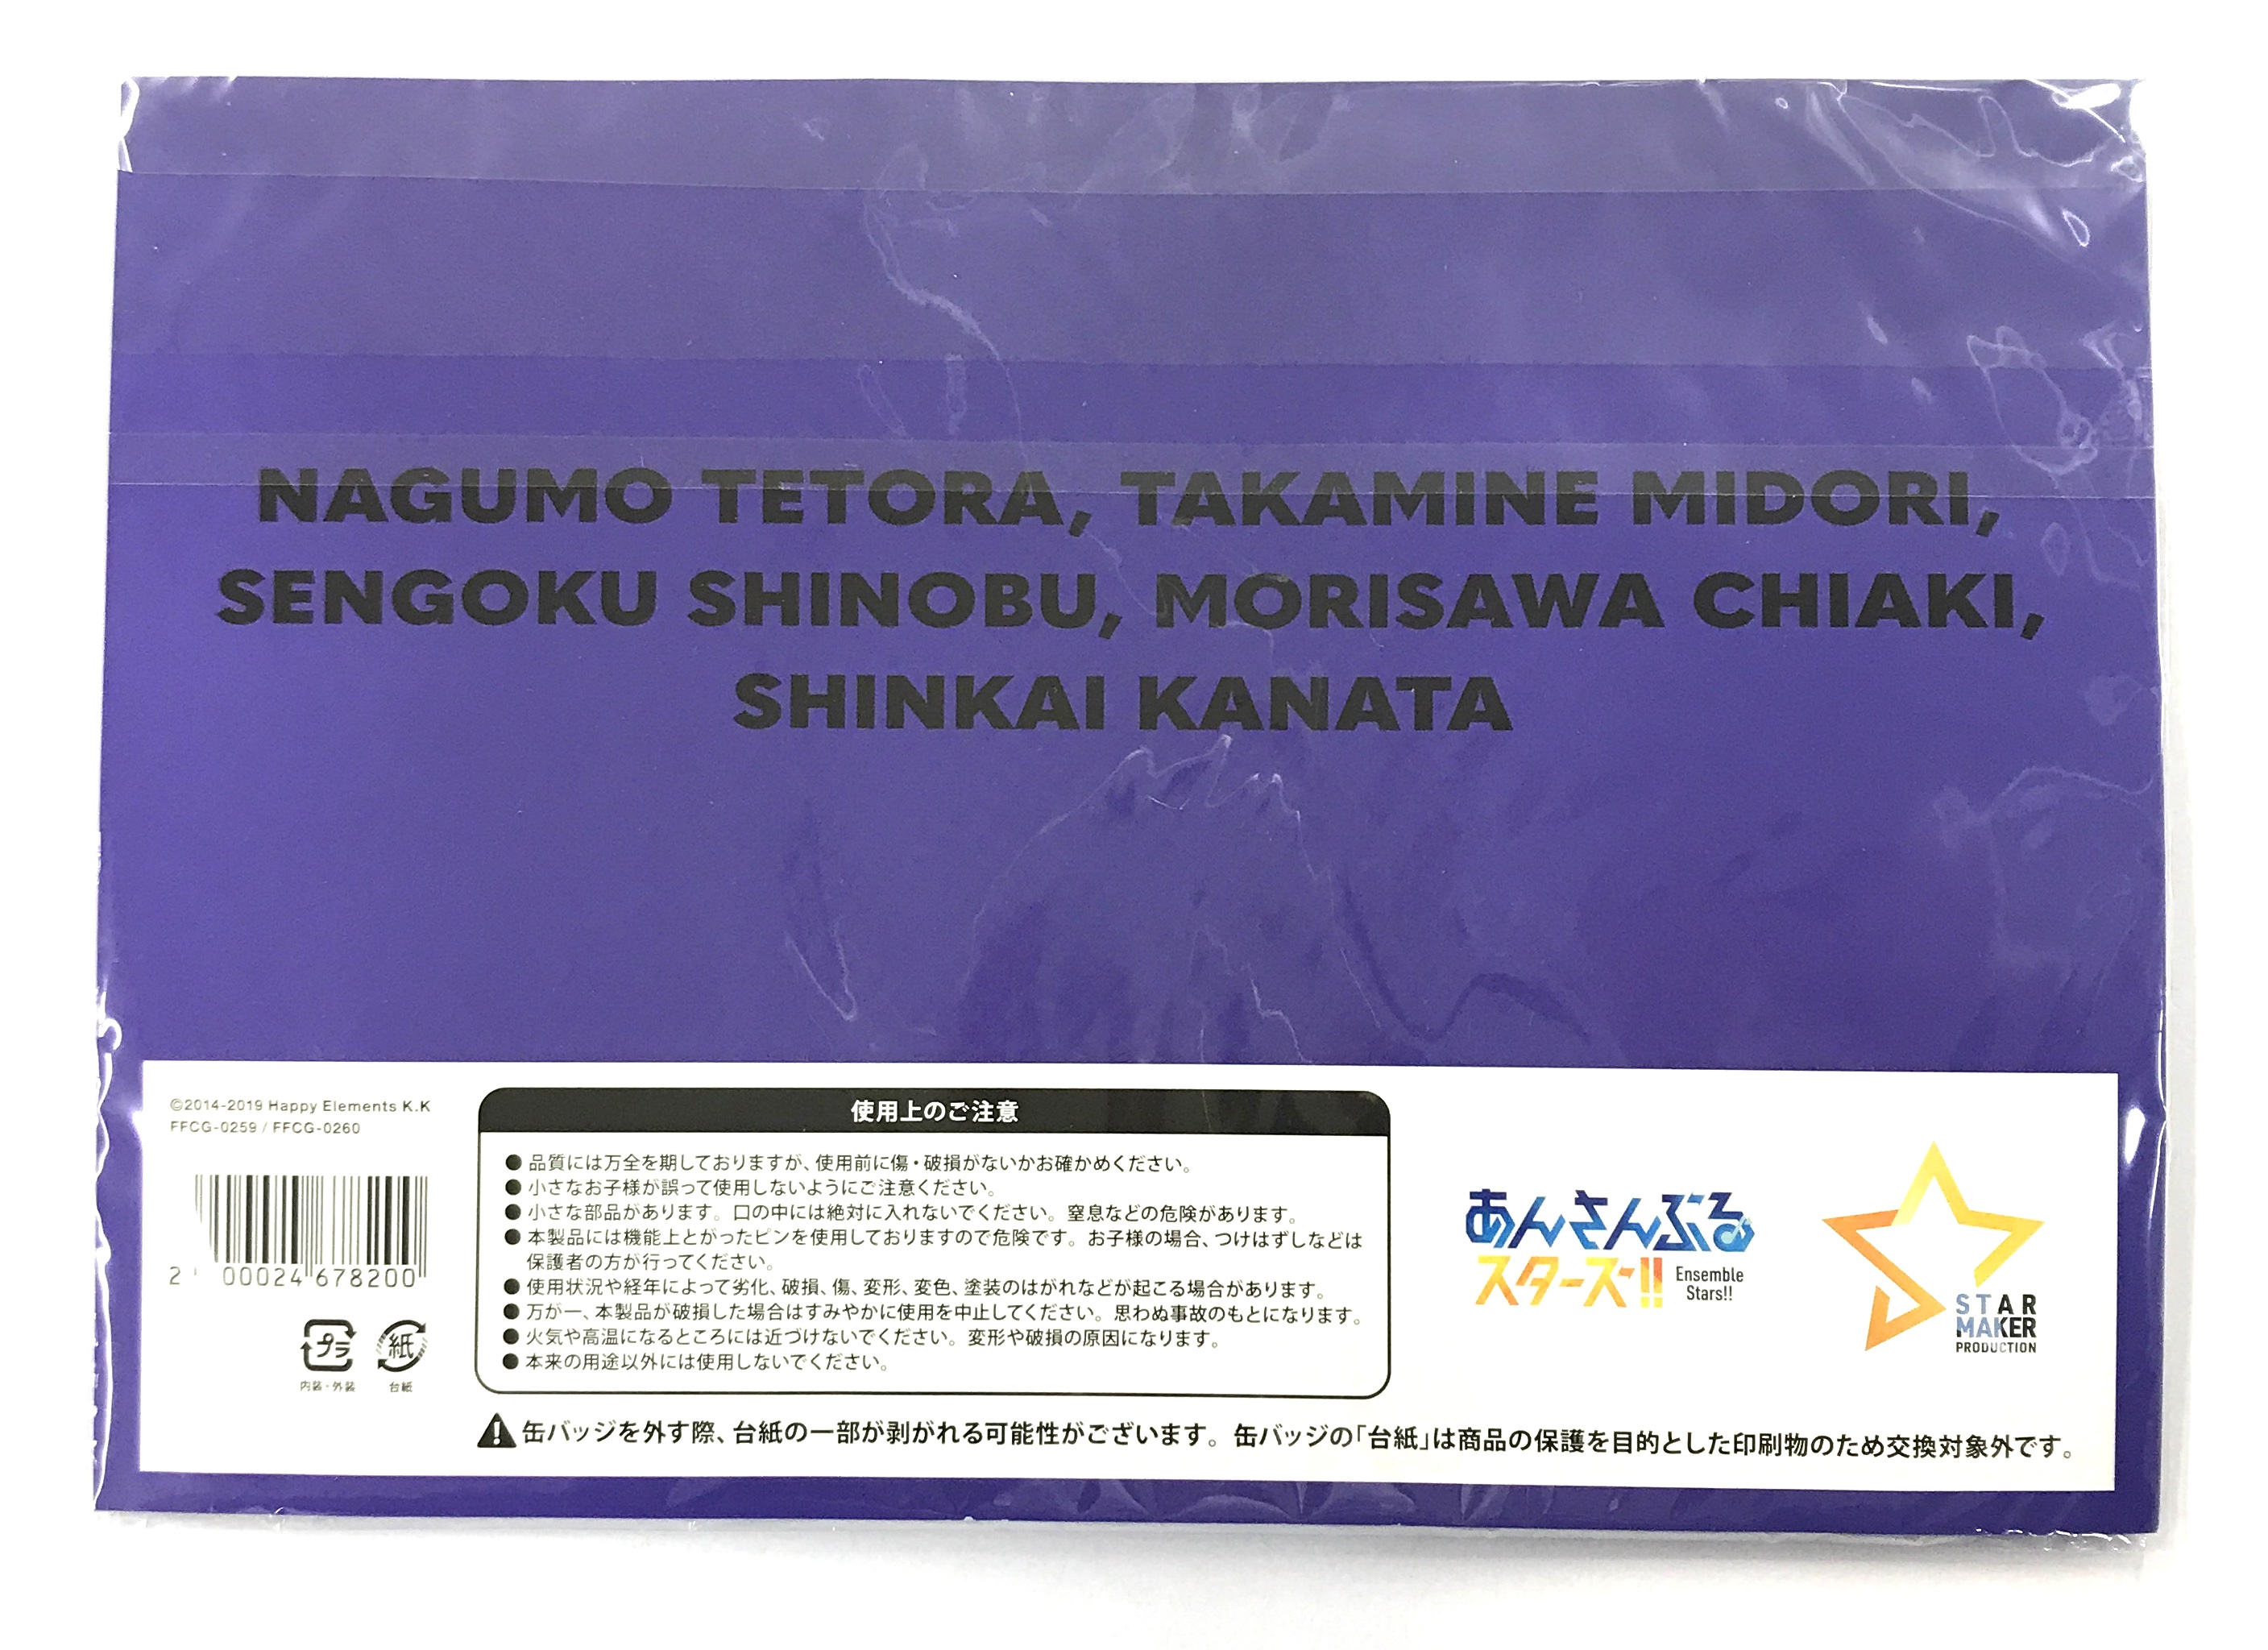 NAGUMO TETORA, TAKAMINE MIDORI,
SENGOKU SHINOBU, MORISAWA CHIAKI,
SHINKAI KANATA
©2014-2019 Happy Elements K.K
FFCG-0259 / FFCG-0260
2 00024 678200
プラ
内装・外装
紙
台紙
使用上のご注意
● 品質には万全を期しておりますが、使用前に傷・破損がないかお確かめください。
● 小さなお子様が誤って使用しないようにご注意ください。
● 小さな部品があります。口の中には絶対に入れないでください。窒息などの危険があります。
● 本製品には機能上とがったピンを使用しておりますので危険です。お子様の場合、つけはずしなどは
保護者の方が行ってください。
● 使用状況や経年によって劣化、破損、傷、変形、変色、塗装のはがれなどが起こる場合があります。
● 万が一、本製品が破損した場合はすみやかに使用を中止してください。思わぬ事故のもとになります。
● 火気や高温になるところには近づけないでください。変形や破損の原因になります。
● 本来の用途以外には使用しないでください。
缶バッジを外す際、台紙の一部が剥がれる可能性がございます。缶バッジの「台紙」は商品の保護を目的とした印刷物のため交換対象外です。
あんさんぶる
スターズ!!
Ensemble
Stars!!
STAR
MAKER
PRODUCTION